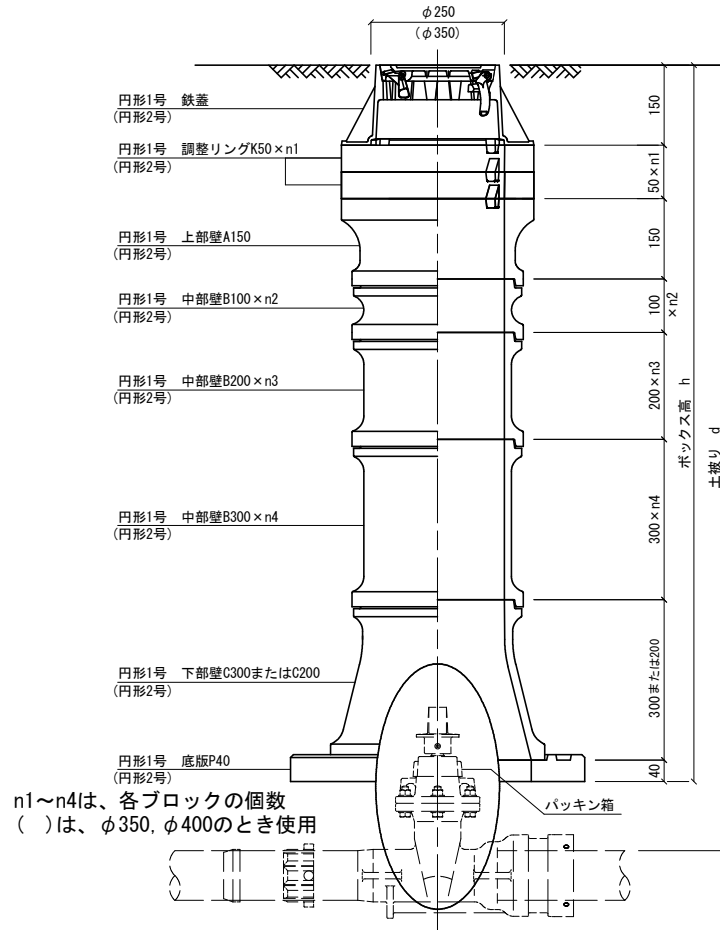 φ250
(φ350)
円形1号 鉄蓋
(円形2号)
円形1号 調整リングK50×n1
(円形2号)
円形1号 上部壁A150
(円形2号)
円形1号 中部壁B100×n2
(円形2号)
円形1号 中部壁B200×n3
(円形2号)
円形1号 中部壁B300×n4
(円形2号)
円形1号 下部壁C300またはC200
(円形2号)
円形1号 底版P40
(円形2号)
150
50×n1
150
100
×n2
200×n3
300×n4
300または200
40
ボックス高 h
土被り d
パッキン箱
n1～n4は、各ブロックの個数
( )は、φ350,φ400のとき使用